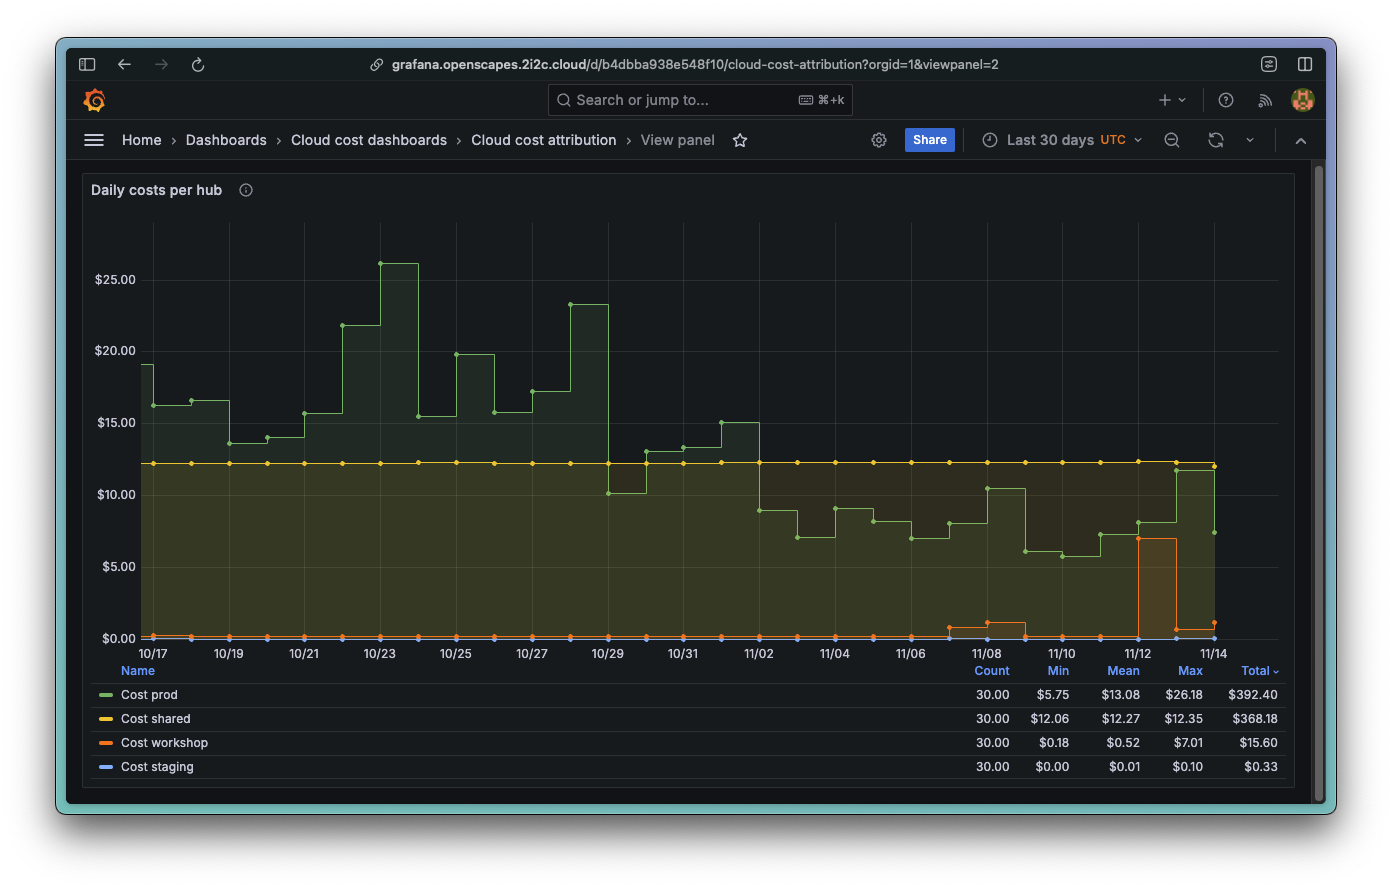 grafana.openscapes.2i2c.cloud/d/b4dbba938e548f10/cloud-cost-attribution?orgid=1&viewpanel=2
Search or jump to... ⌘+k
Home › Dashboards › Cloud cost dashboards › Cloud cost attribution › View panel Share Last 30 days UTC
Daily costs per hub
$25.00
$20.00
$15.00
$10.00
$5.00
$0.00
10/17 10/19 10/21 10/23 10/25 10/27 10/29 10/31 11/02 11/04 11/06 11/08 11/10 11/12 11/14
Name Count Min Mean Max Total
Cost prod 30.00 $5.75 $13.08 $26.18 $392.40
Cost shared 30.00 $12.06 $12.27 $12.35 $368.18
Cost workshop 30.00 $0.18 $0.52 $7.01 $15.60
Cost staging 30.00 $0.00 $0.01 $0.10 $0.33